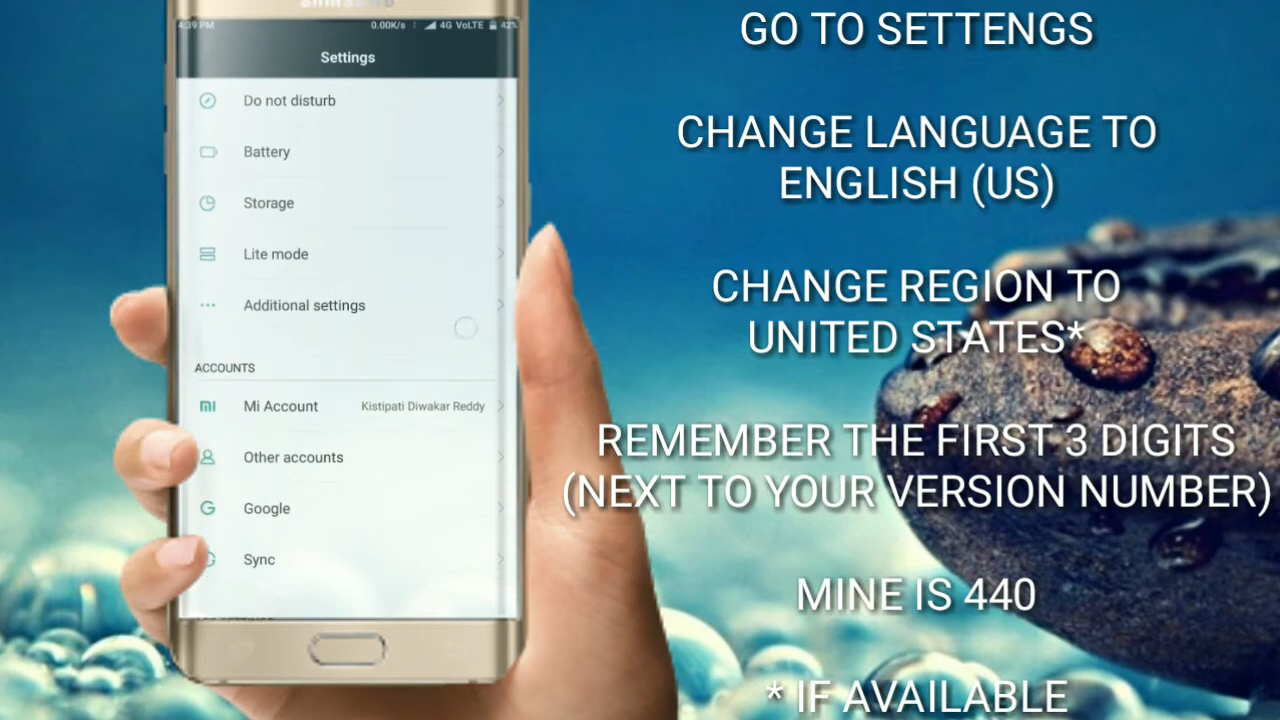 SAMSUNG
4:39 PM 0.00K/s 4G VoLTE 42%
Settings
Do not disturb
Battery
Storage
Lite mode
Additional settings
ACCOUNTS
Mi Account Kistipati Diwakar Reddy
Other accounts
Google
Sync
GO TO SETTENGS
CHANGE LANGUAGE TO
ENGLISH (US)
CHANGE REGION TO
UNITED STATES*
REMEMBER THE FIRST 3 DIGITS
(NEXT TO YOUR VERSION NUMBER)
MINE IS 440
* IF AVAILABLE